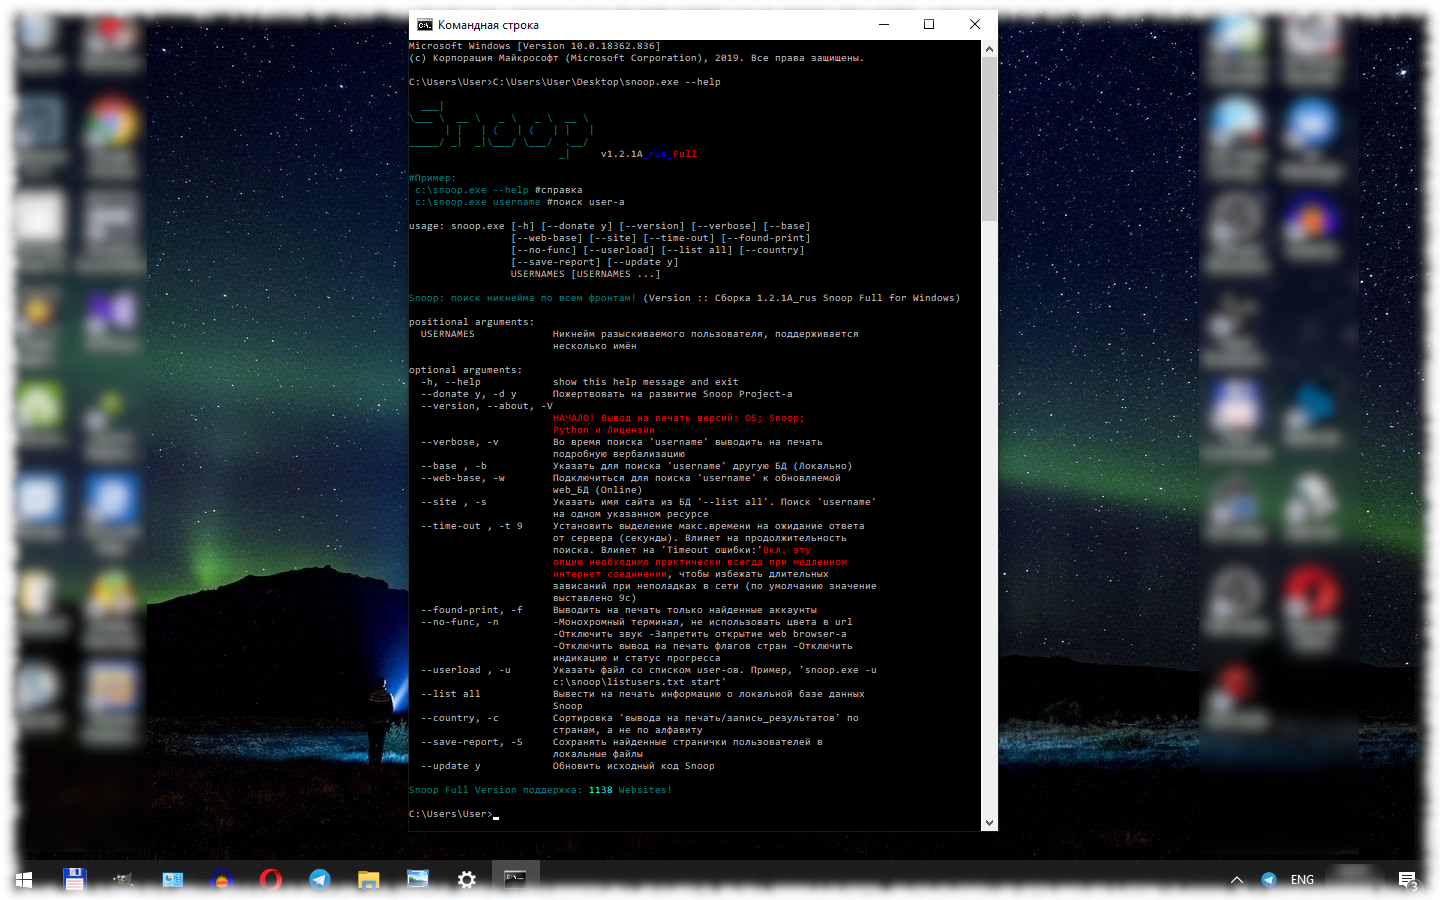 Командная строка
Microsoft Windows [Version 10.0.18362.836]
(c) Корпорация Майкрософт (Microsoft Corporation), 2019. Все права защищены.
C:\Users\User>C:\Users\User\Desktop\snoop.exe --help
Snoop
v1.2.1A_rus_Full
#Пример:
c:\snoop.exe --help #справка
c:\snoop.exe username #поиск user-а
usage: snoop.exe [-h] [--donate y] [--version] [--verbose] [--base]
[--web-base] [--site] [--time-out] [--found-print]
[--no-func] [--userload] [--list all] [--country]
[--save-report] [--update y]
USERNAMES [USERNAMES ...]
Snoop: поиск никнейма по всем фронтам! (Version :: Сборка 1.2.1A_rus Snoop Full for Windows)
positional arguments:
USERNAMES Никнейм разыскиваемого пользователя, поддерживается
несколько имён
optional arguments:
-h, --help show this help message and exit
--donate y, -d y Пожертвовать на развитие Snoop Project-а
--version, --about, -V
НАЧАЛО! Вывод на печать версий: OS; Snoop;
Python и Лицензии
--verbose, -v Во время поиска 'username' выводить на печать
подробную вербализацию
--base , -b Указать для поиска 'username' другую БД (Локально)
--web-base, -w Подключиться для поиска 'username' к обновляемой
web_БД (Online)
--site , -s Указать имя сайта из БД '--list all'. Поиск 'username'
на одном указанном ресурсе
--time-out , -t 9 Установить выделение макс.времени на ожидание ответа
от сервера (секунды). Влияет на продолжительность
поиска. Влияет на 'Timeout ошибки:'Вкл. эту
опцию необходимо практически всегда при медленном
интернет соединении, чтобы избежать длительных
зависаний при неполадках в сети (по умолчанию значение
выставлено 9с)
--found-print, -f Выводить на печать только найденные аккаунты
--no-func, -n -Монохромный терминал, не использовать цвета в url
-Отключить звук -Запретить открытие web browser-а
-Отключить вывод на печать флагов стран -Отключить
индикацию и статус прогресса
--userload , -u Указать файл со списком user-ов. Пример, 'snoop.exe -u
c:\snoop\listusers.txt start'
--list all Вывести на печать информацию о локальной базе данных
Snoop
--country, -c Сортировка 'вывода на печать/запись_результатов' по
странам, а не по алфавиту
--save-report, -S Сохранять найденные странички пользователей в
локальные файлы
--update y Обновить исходный код Snoop
Snoop Full Version поддержка: 1138 Websites!
C:\Users\User>
ENG
3